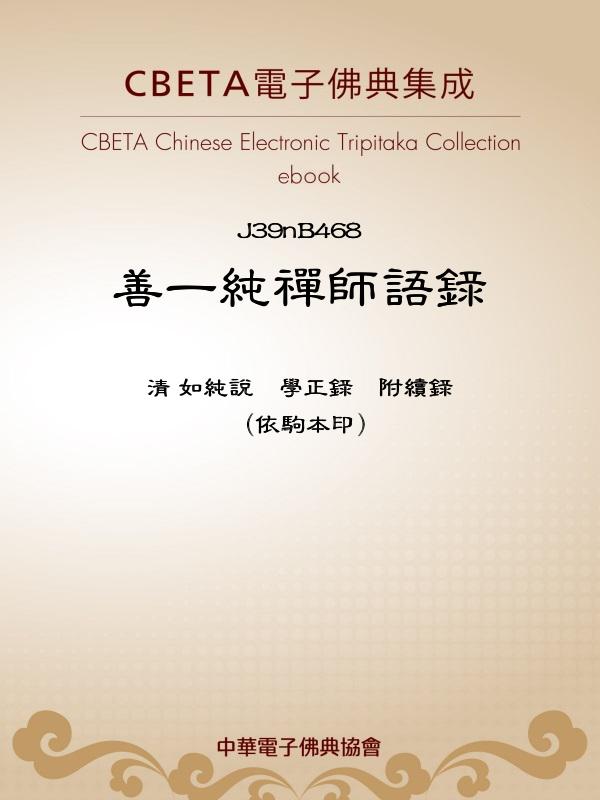 CBETA電子佛典集成
CBETA Chinese Electronic Tripitaka Collection
ebook
J39nB468
善一純禪師語錄
清 如純說　學正錄　附續錄
(依駒本印)
中華電子佛典協會